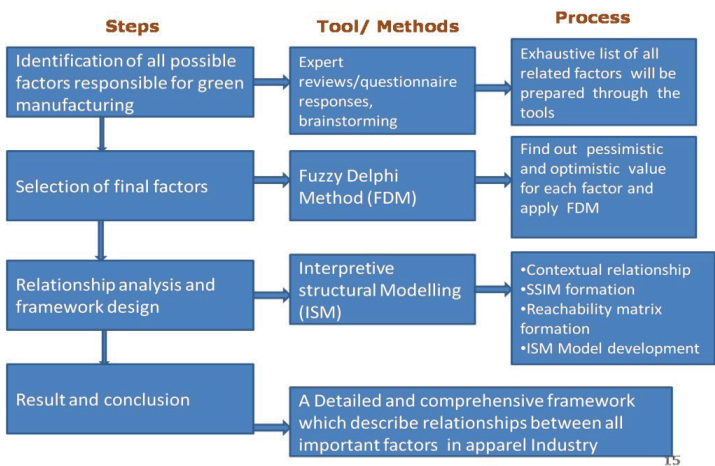 Steps
Tool/ Methods
Process
Identification of all possible
factors responsible for green
manufacturing
Expert
reviews/questionnaire
responses,
brainstorming
Exhaustive list of all
related factors will be
prepared through the
tools
Selection of final factors
Fuzzy Delphi
Method (FDM)
Find out pessimistic
and optimistic value
for each factor and
apply FDM
Relationship analysis and
framework design
Interpretive
structural Modelling
(ISM)
•Contextual relationship
•SSIM formation
•Reachability matrix
formation
•ISM Model development
Result and conclusion
A Detailed and comprehensive framework
which describe relationships between all
important factors in apparel Industry
15